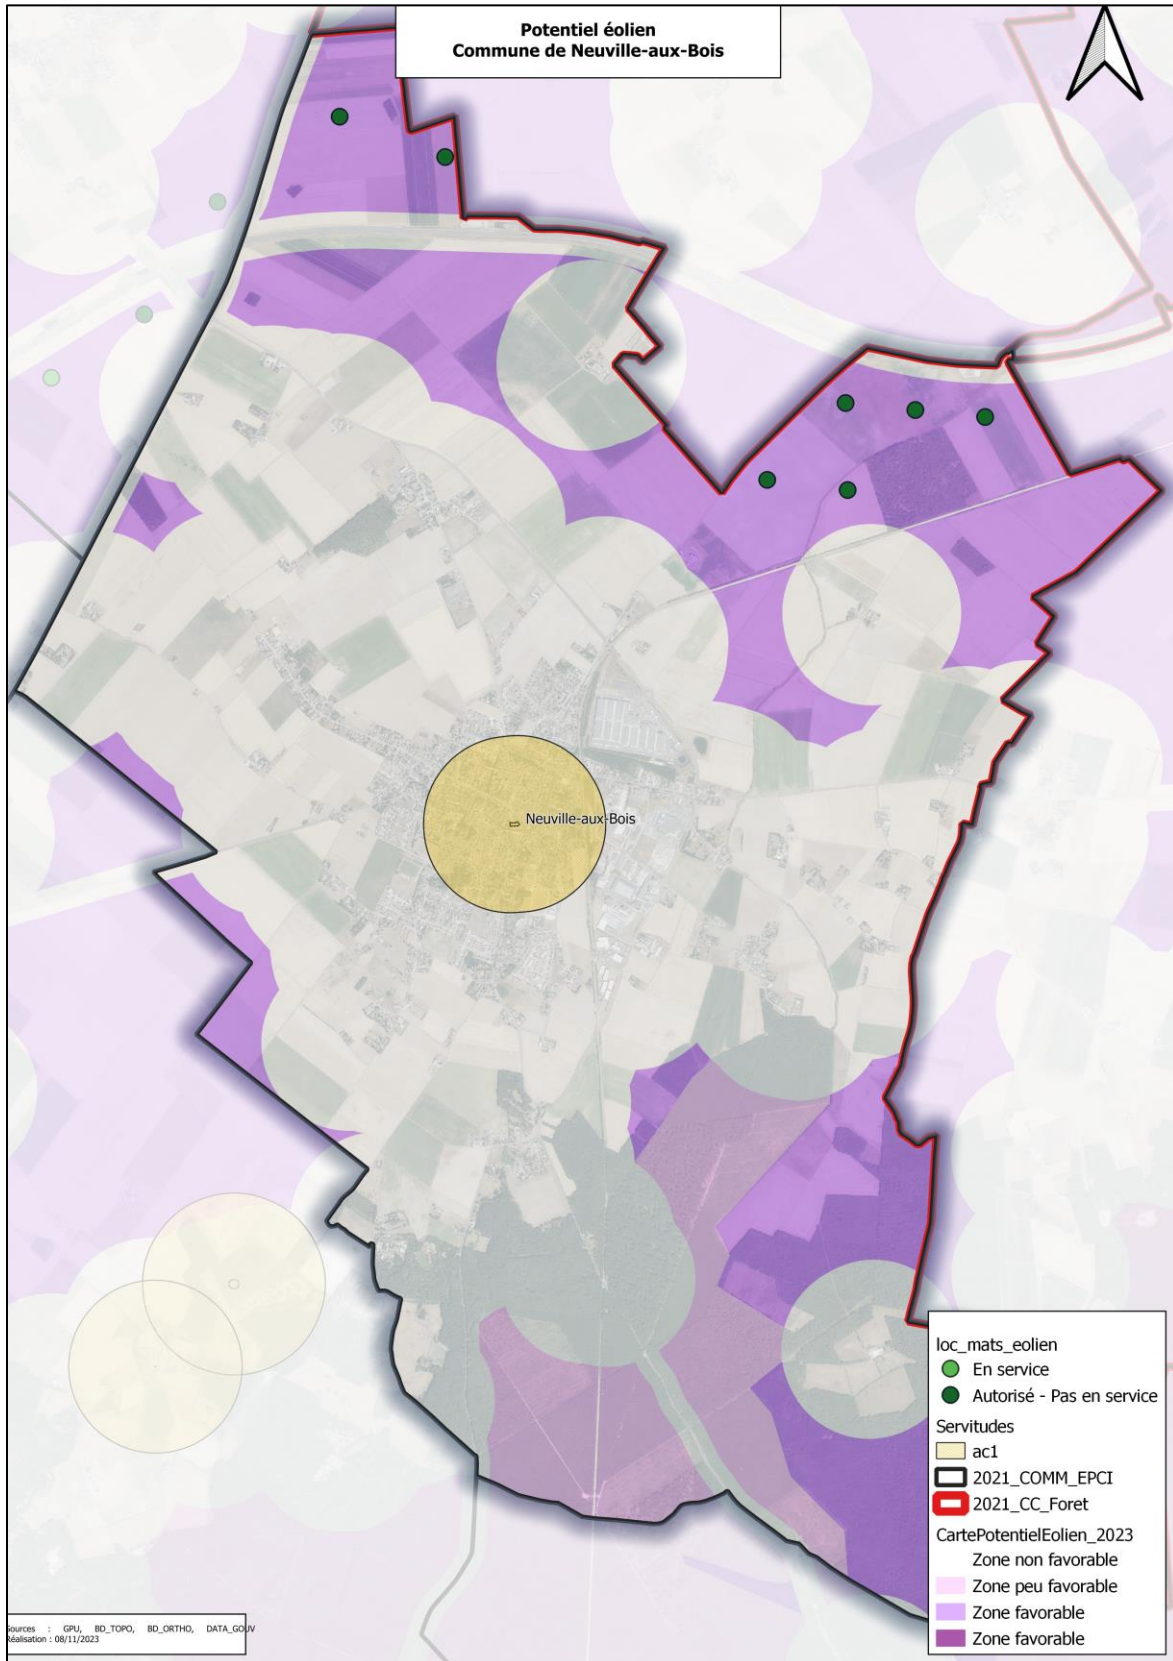 Potentiel éolien
Commune de Neuville-aux-Bois
Neuville-aux-Bois
loc_mats_eolien
En service
Autorisé - Pas en service
Servitudes
ac1
2021_COMM_EPCI
2021_CC_Foret
CartePotentielEolien_2023
Zone non favorable
Zone peu favorable
Zone favorable
Zone favorable
Sources : GPU, BD_TOPO, BD_ORTHO, DATA_GOUV
Réalisation : 08/11/2023